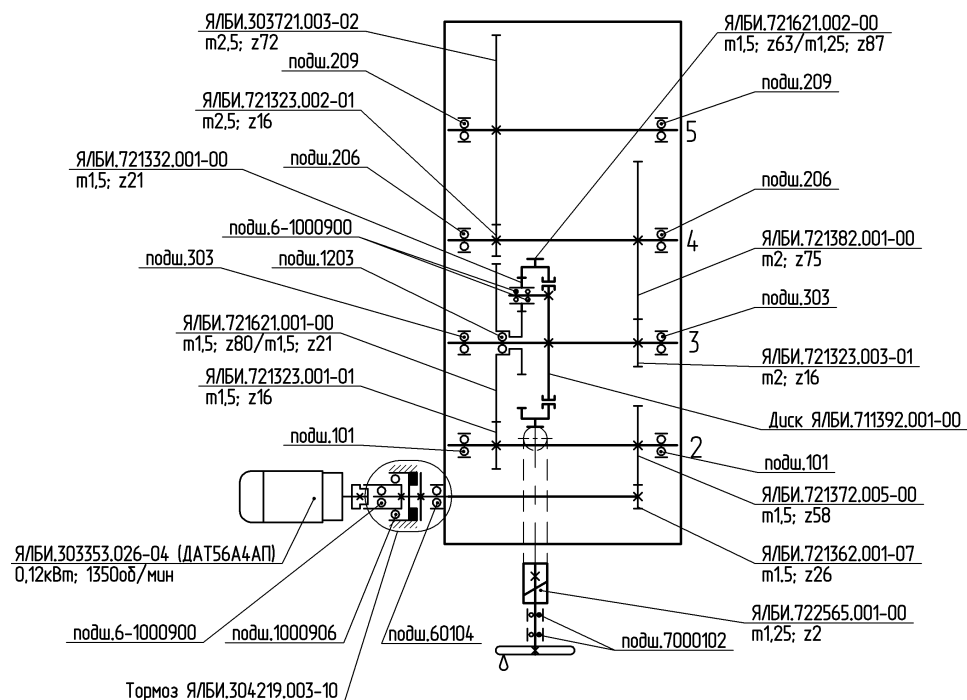 ЯЛБИ.303721.003-02
m2,5; z72
ЯЛБИ.721621.002-00
m1,5; z63/m1,25; z87
подш.209
подш.209
ЯЛБИ.721323.002-01
m2,5; z16
5
ЯЛБИ.721332.001-00
m1,5; z21
подш.206
подш.206
подш.6-1000900
4
ЯЛБИ.721382.001-00
m2; z75
подш.303
подш.1203
подш.303
ЯЛБИ.721621.001-00
m1,5; z80/m1,5; z21
3
ЯЛБИ.721323.003-01
m2; z16
ЯЛБИ.721323.001-01
m1,5; z16
Диск ЯЛБИ.711392.001-00
подш.101
2
подш.101
ЯЛБИ.721372.005-00
m1,5; z58
ЯЛБИ.303353.026-04 (ДАТ56А4АП)
0,12кВт; 1350об/мин
ЯЛБИ.721362.001-07
m1,5; z26
ЯЛБИ.722565.001-00
m1,25; z2
подш.6-1000900
подш.1000906
подш.60104
подш.7000102
Тормоз ЯЛБИ.304219.003-10